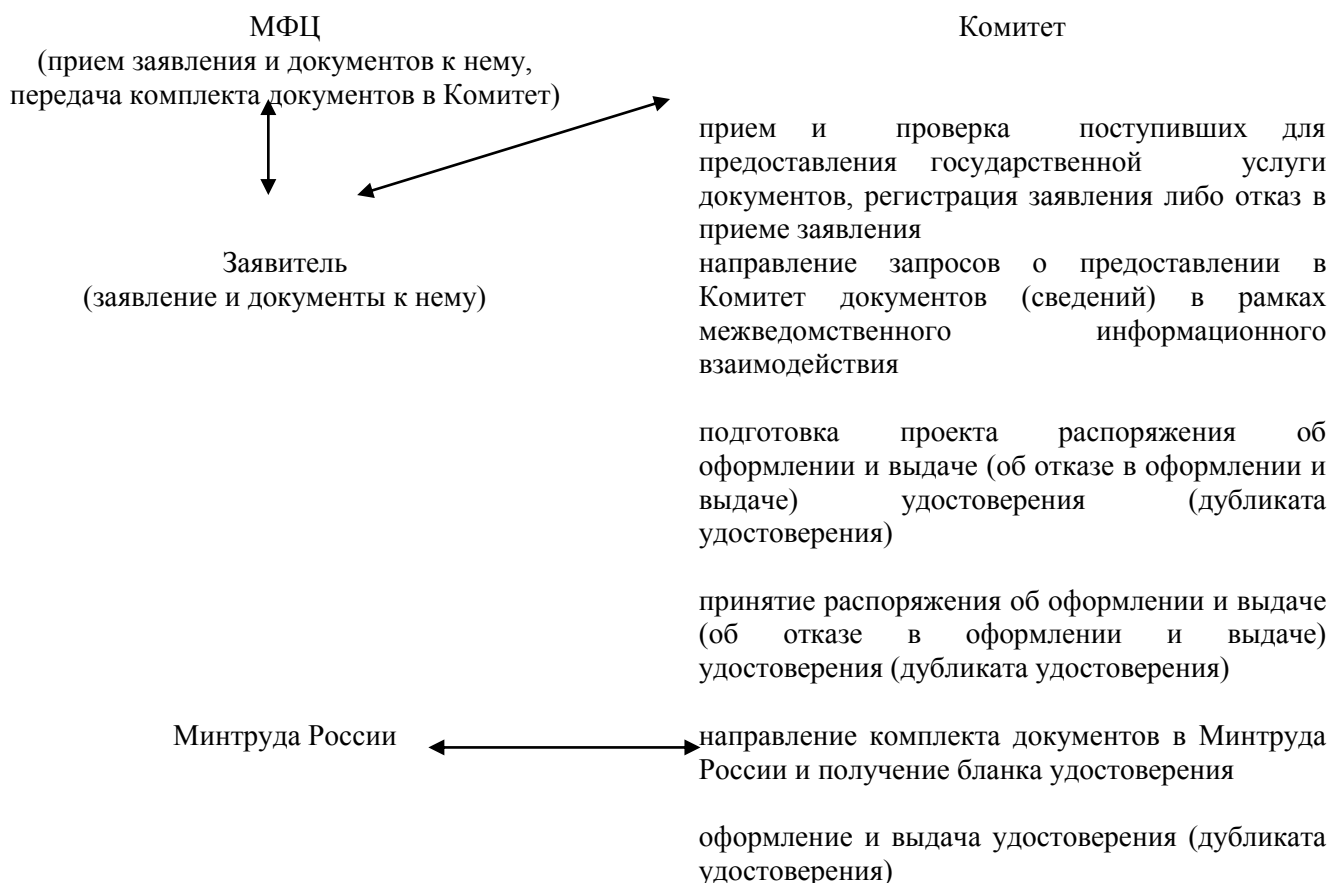 МФЦ
(прием заявления и документов к нему,
передача комплекта документов в Комитет)
Заявитель
(заявление и документы к нему)
Комитет
прием и проверка поступивших для
предоставления государственной услуги
документов, регистрация заявления либо отказ в
приеме заявления
направление запросов о предоставлении в
Комитет документов (сведений) в рамках
межведомственного информационного
взаимодействия
подготовка проекта распоряжения об
оформлении и выдаче (об отказе в оформлении и
выдаче) удостоверения (дубликата
удостоверения)
принятие распоряжения об оформлении и выдаче
(об отказе в оформлении и выдаче)
удостоверения (дубликата удостоверения)
Минтруда России
направление комплекта документов в Минтруда
России и получение бланка удостоверения
оформление и выдача удостоверения (дубликата
удостоверения)